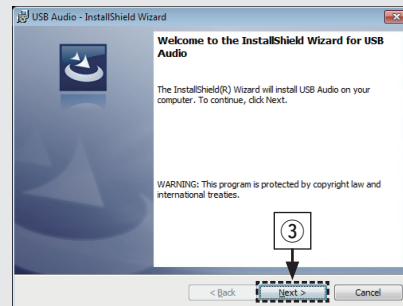 USB Audio - InstallShield Wizard
Welcome to the InstallShield Wizard for USB
Audio
The InstallShield(R) Wizard will install USB Audio on your
computer. To continue, click Next.
WARNING: This program is protected by copyright law and
international treaties.
③
< Back Next > Cancel